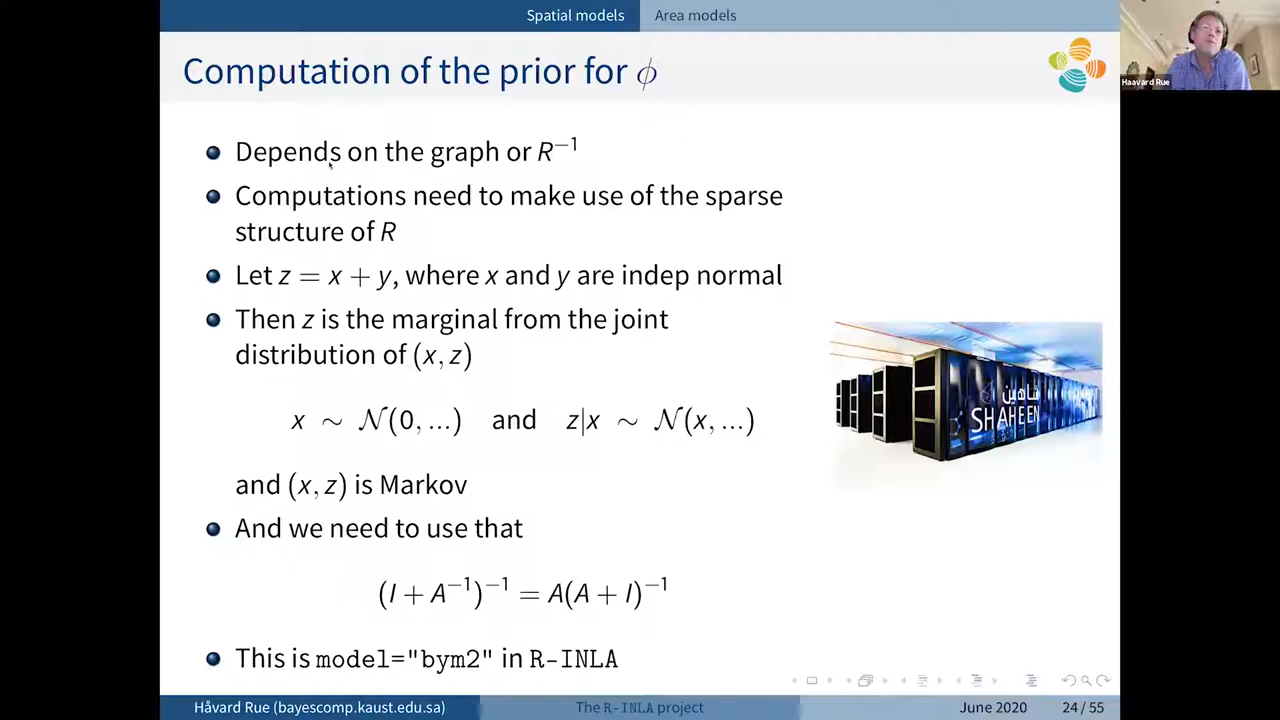 Spatial models Area models
Computation of the prior for ϕ
Haavard Rue
Depends on the graph or R⁻¹
Computations need to make use of the sparse
structure of R
Let z = x + y, where x and y are indep normal
Then z is the marginal from the joint
distribution of (x, z)
x ∼ 𝒩(0, ...) and z|x ∼ 𝒩(x, ...)
شاهين
SHAHEEN
and (x, z) is Markov
And we need to use that
(I + A⁻¹)⁻¹ = A(A + I)⁻¹
This is model="bym2" in R-INLA
Håvard Rue (bayescomp.kaust.edu.sa) The R-INLA project June 2020 24 / 55